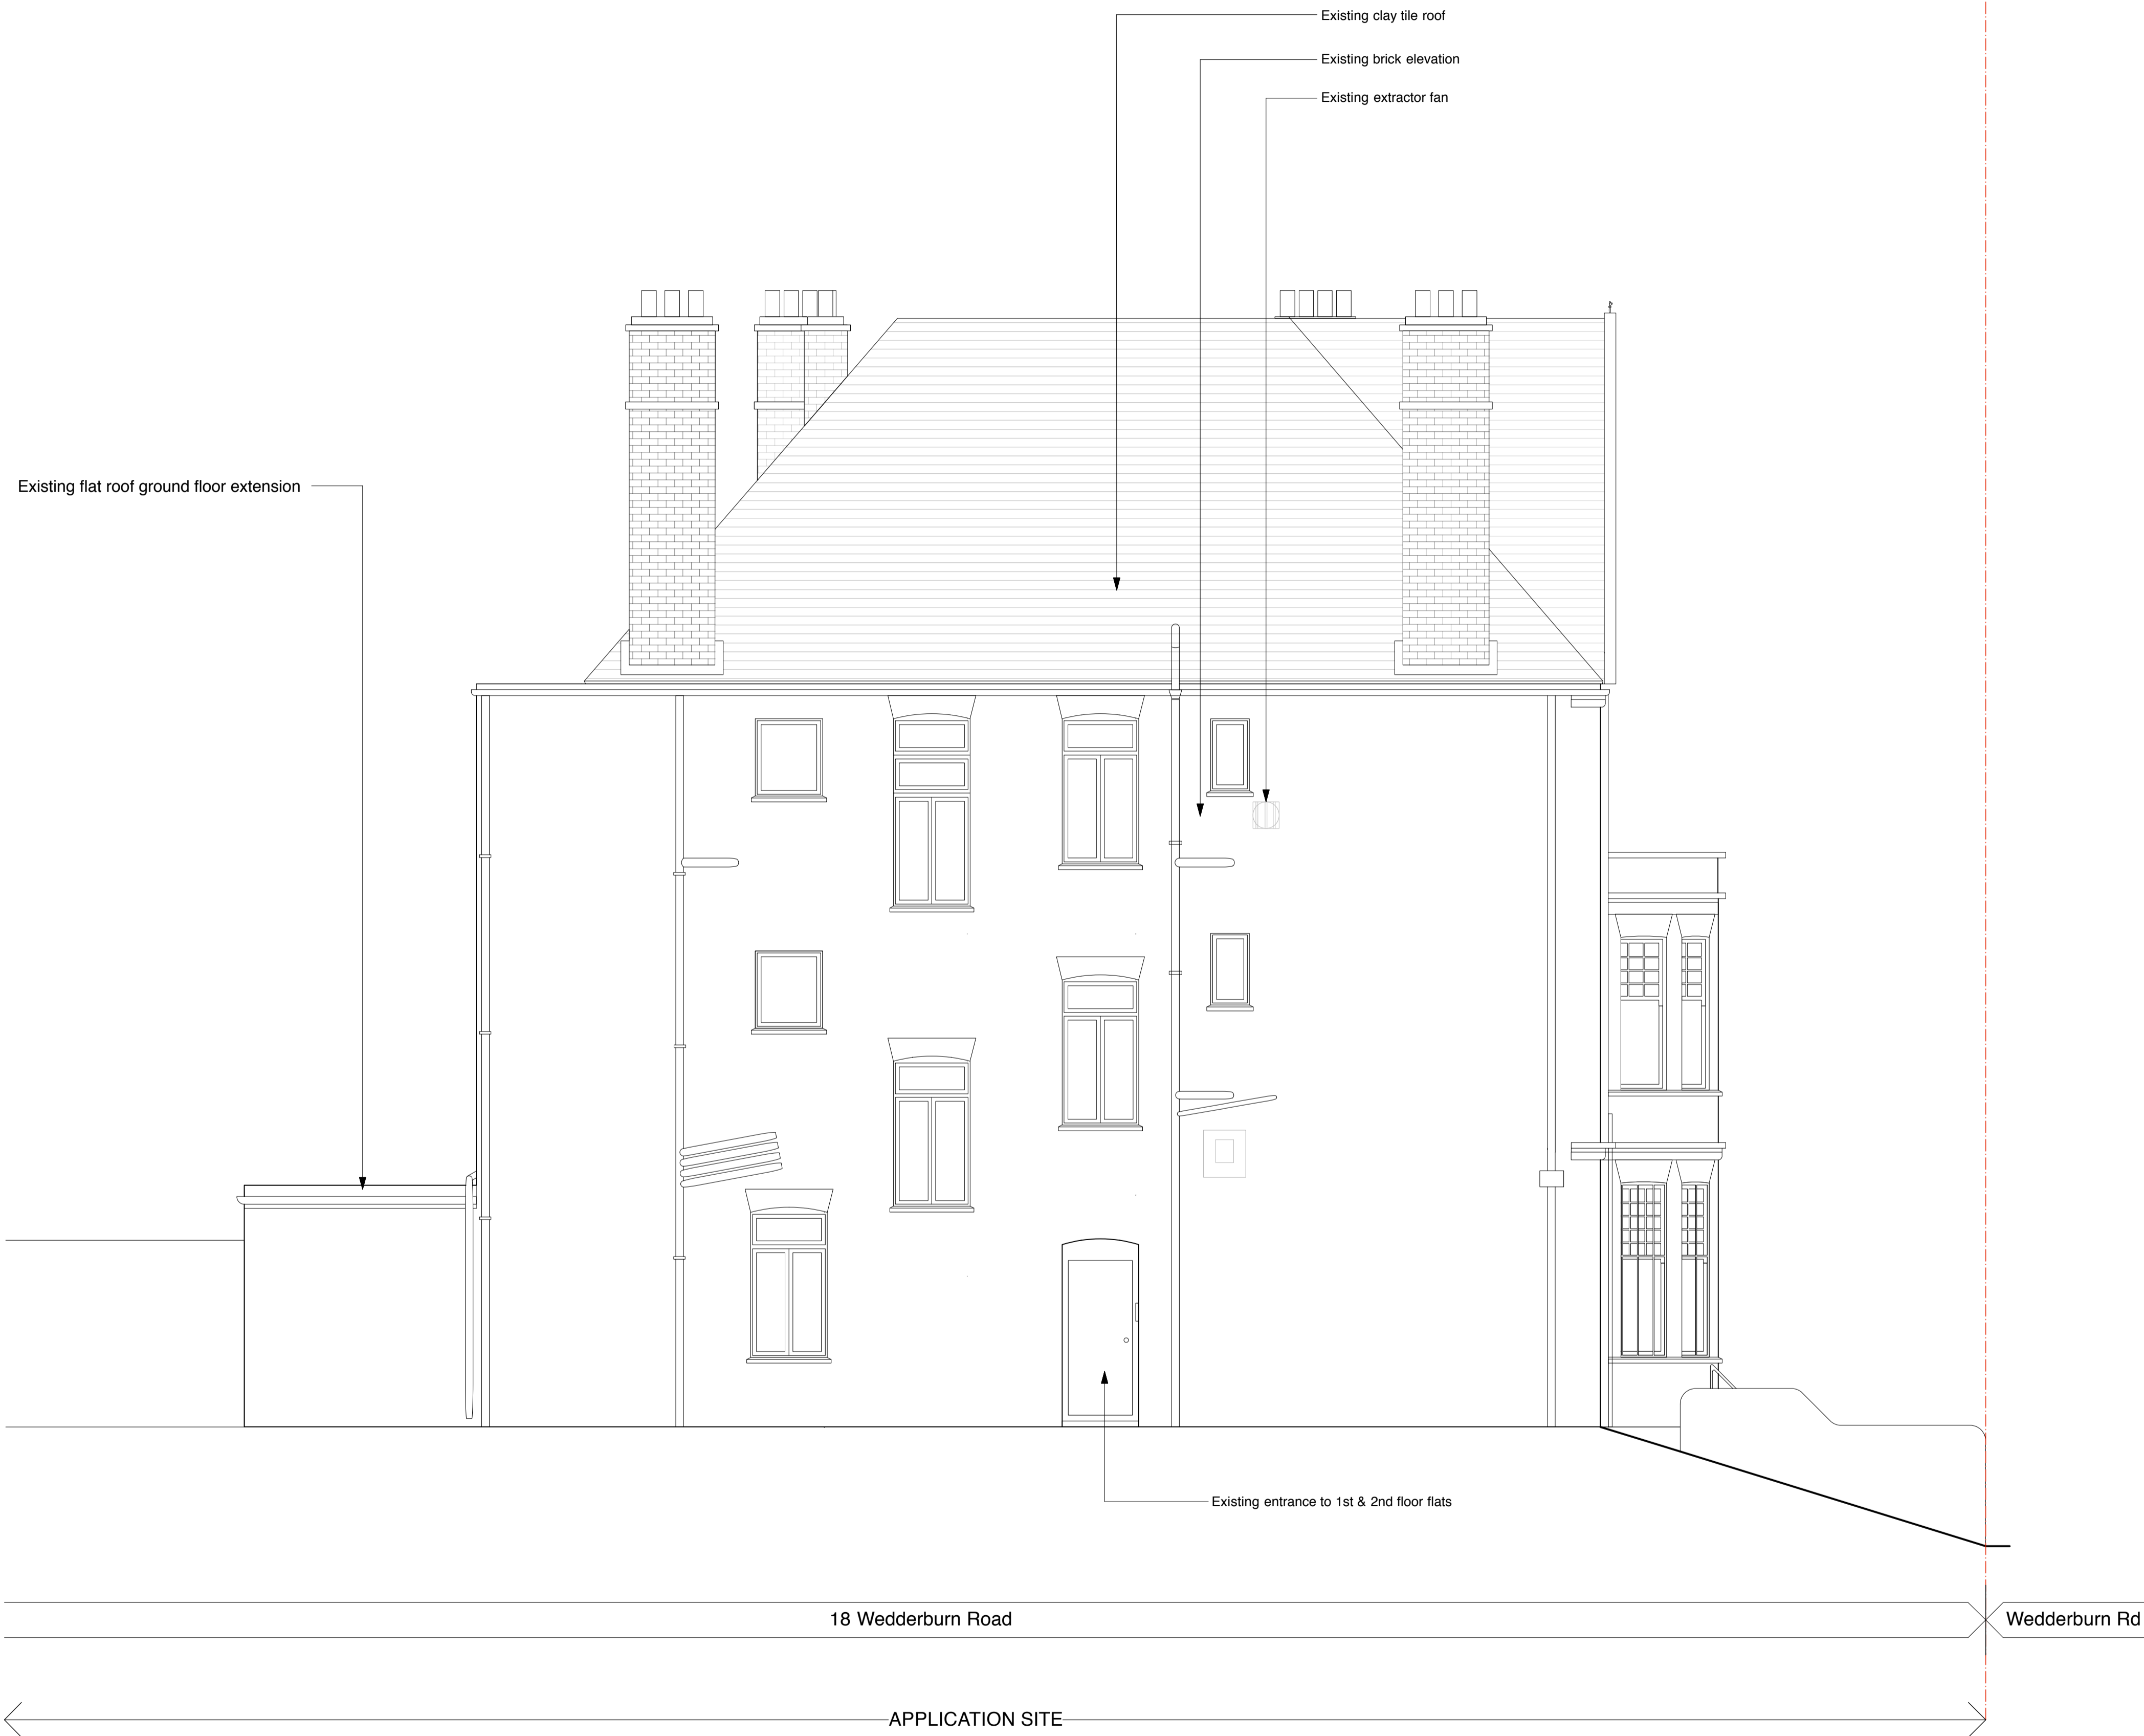 Existing clay tile roof
Existing brick elevation
Existing extractor fan
Existing flat roof ground floor extension
Existing entrance to 1st & 2nd floor flats
18 Wedderburn Road
Wedderburn Rd
APPLICATION SITE